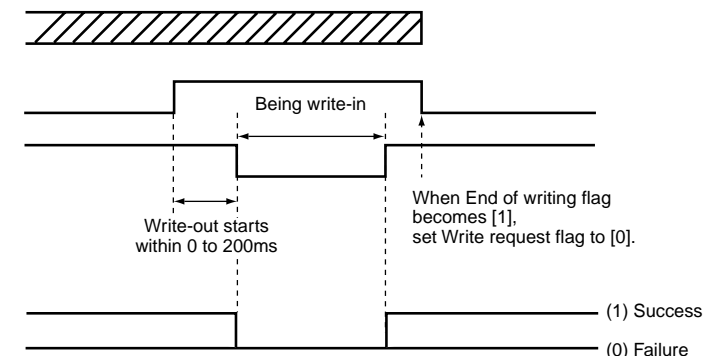 Being write-in
When End of writing flag
becomes [1],
set Write request flag to [0].
Write-out starts
within 0 to 200ms
(1) Success
(0) Failure